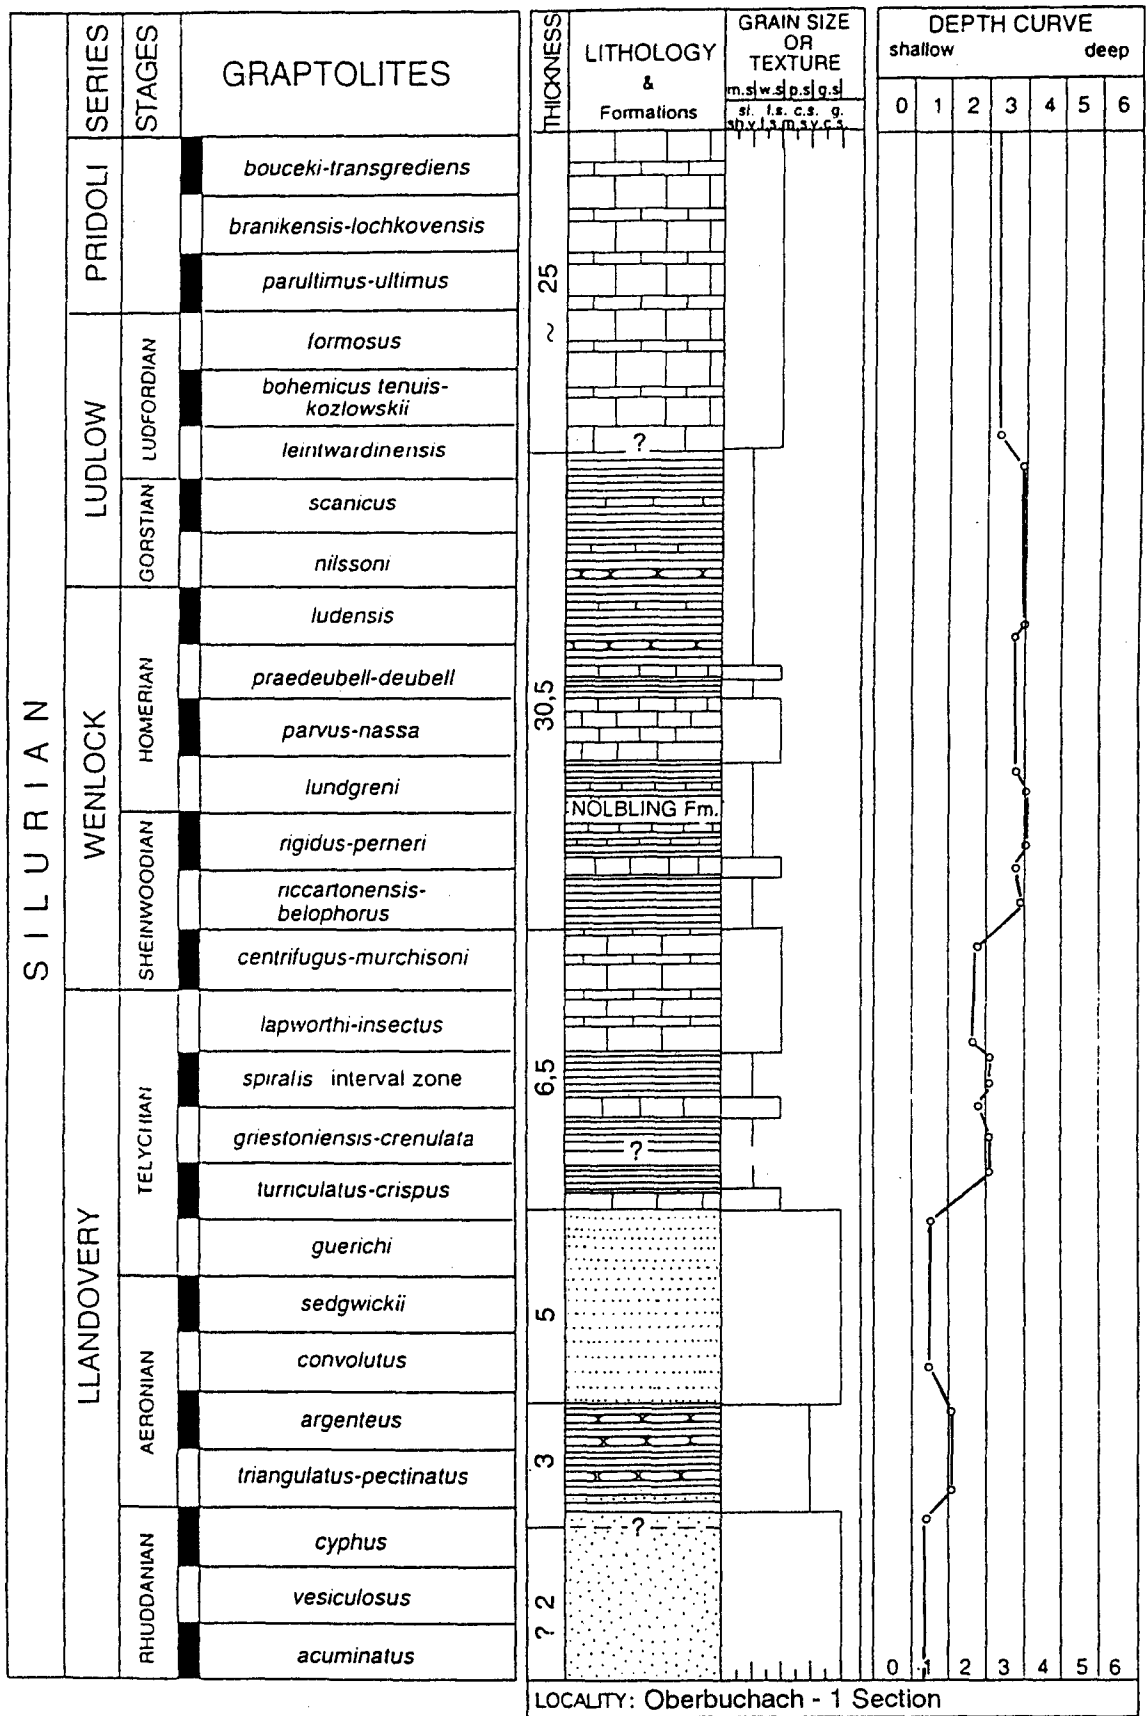 SERIES
STAGES
GRAPTOLITES
THICKNESS
LITHOLOGY
&
Formations
GRAIN SIZE
OR
TEXTURE
m.s w.s p.s g.s
st. f.s. c.s. g.
sh. v.f.s. m.s. v.c.s.
DEPTH CURVE
shallow deep
0 1 2 3 4 5 6
SILURIAN
PRIDOLI
LUDLOW
WENLOCK
LLANDOVERY
LUDFORDIAN
GORSTIAN
HOMERIAN
SHEINWOODIAN
TELYCHIAN
AERONIAN
RHUDDANIAN
bouceki-transgrediens
branikensis-lochkovensis
parultimus-ultimus
formosus
bohemicus tenuis-
kozlowskii
leintwardinensis
scanicus
nilssoni
ludensis
praedeubell-deubell
parvus-nassa
lundgreni
rigidus-perneri
riccartonensis-
belophorus
centrifugus-murchisoni
lapworthi-insectus
spiralis interval zone
griestoniensis-crenulata
turriculatus-crispus
guerichi
sedgwickii
convolutus
argenteus
triangulatus-pectinatus
cyphus
vesiculosus
acuminatus
~ 25
30,5
6,5
5
3
? 2
?
NÖLBLING Fm.
?
?
0 1 2 3 4 5 6
LOCALITY: Oberbuchach - 1 Section